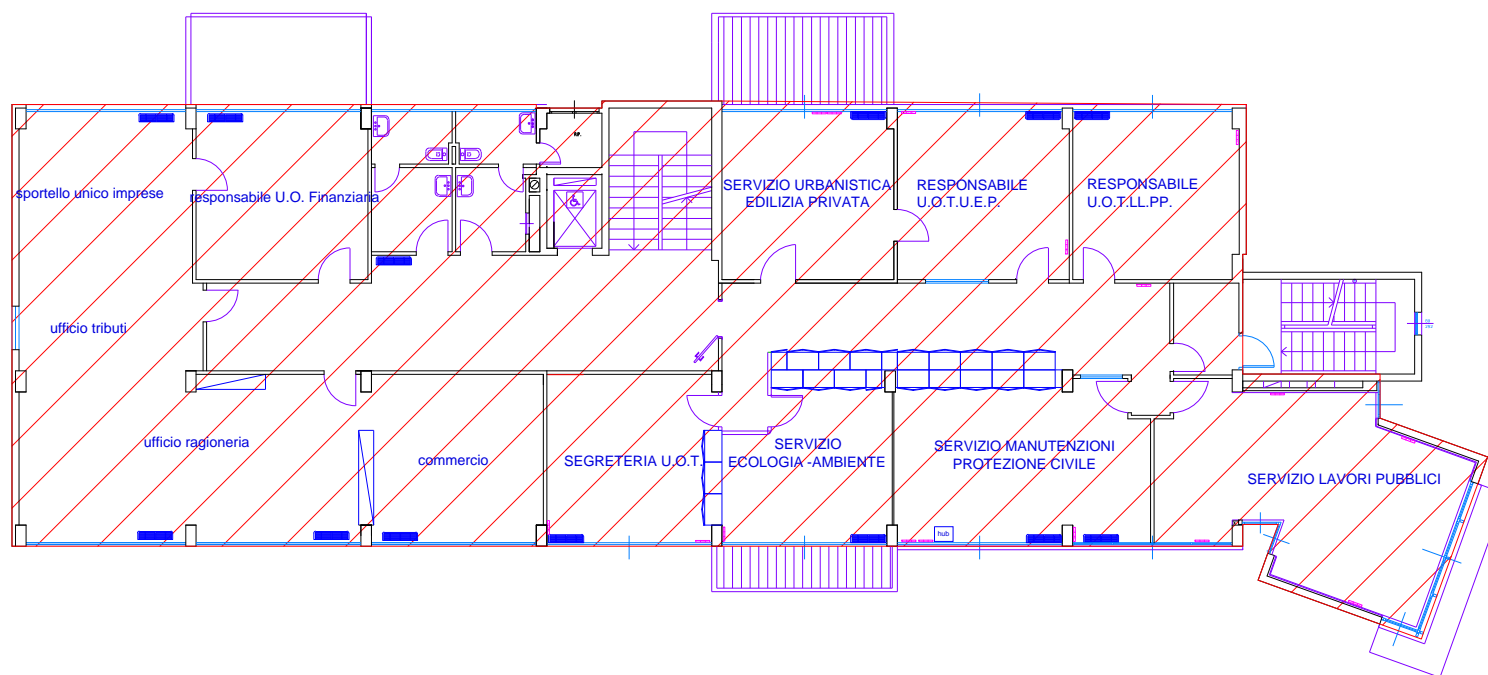 sportello unico imprese
responsabile U.O. Finanziaria
SERVIZIO URBANISTICA
EDILIZIA PRIVATA
RESPONSABILE
U.O.T.U.E.P.
RESPONSABILE
U.O.T.LL.PP.
ufficio tributi
ufficio ragioneria
commercio
SEGRETERIA U.O.T.
SERVIZIO
ECOLOGIA -AMBIENTE
SERVIZIO MANUTENZIONI
PROTEZIONE CIVILE
SERVIZIO LAVORI PUBBLICI
hub